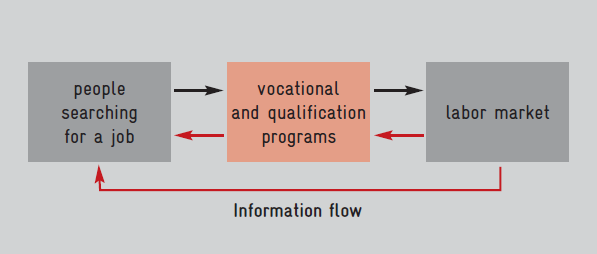 people
searching
for a job
vocational
and qualification
programs
labor market
Information flow